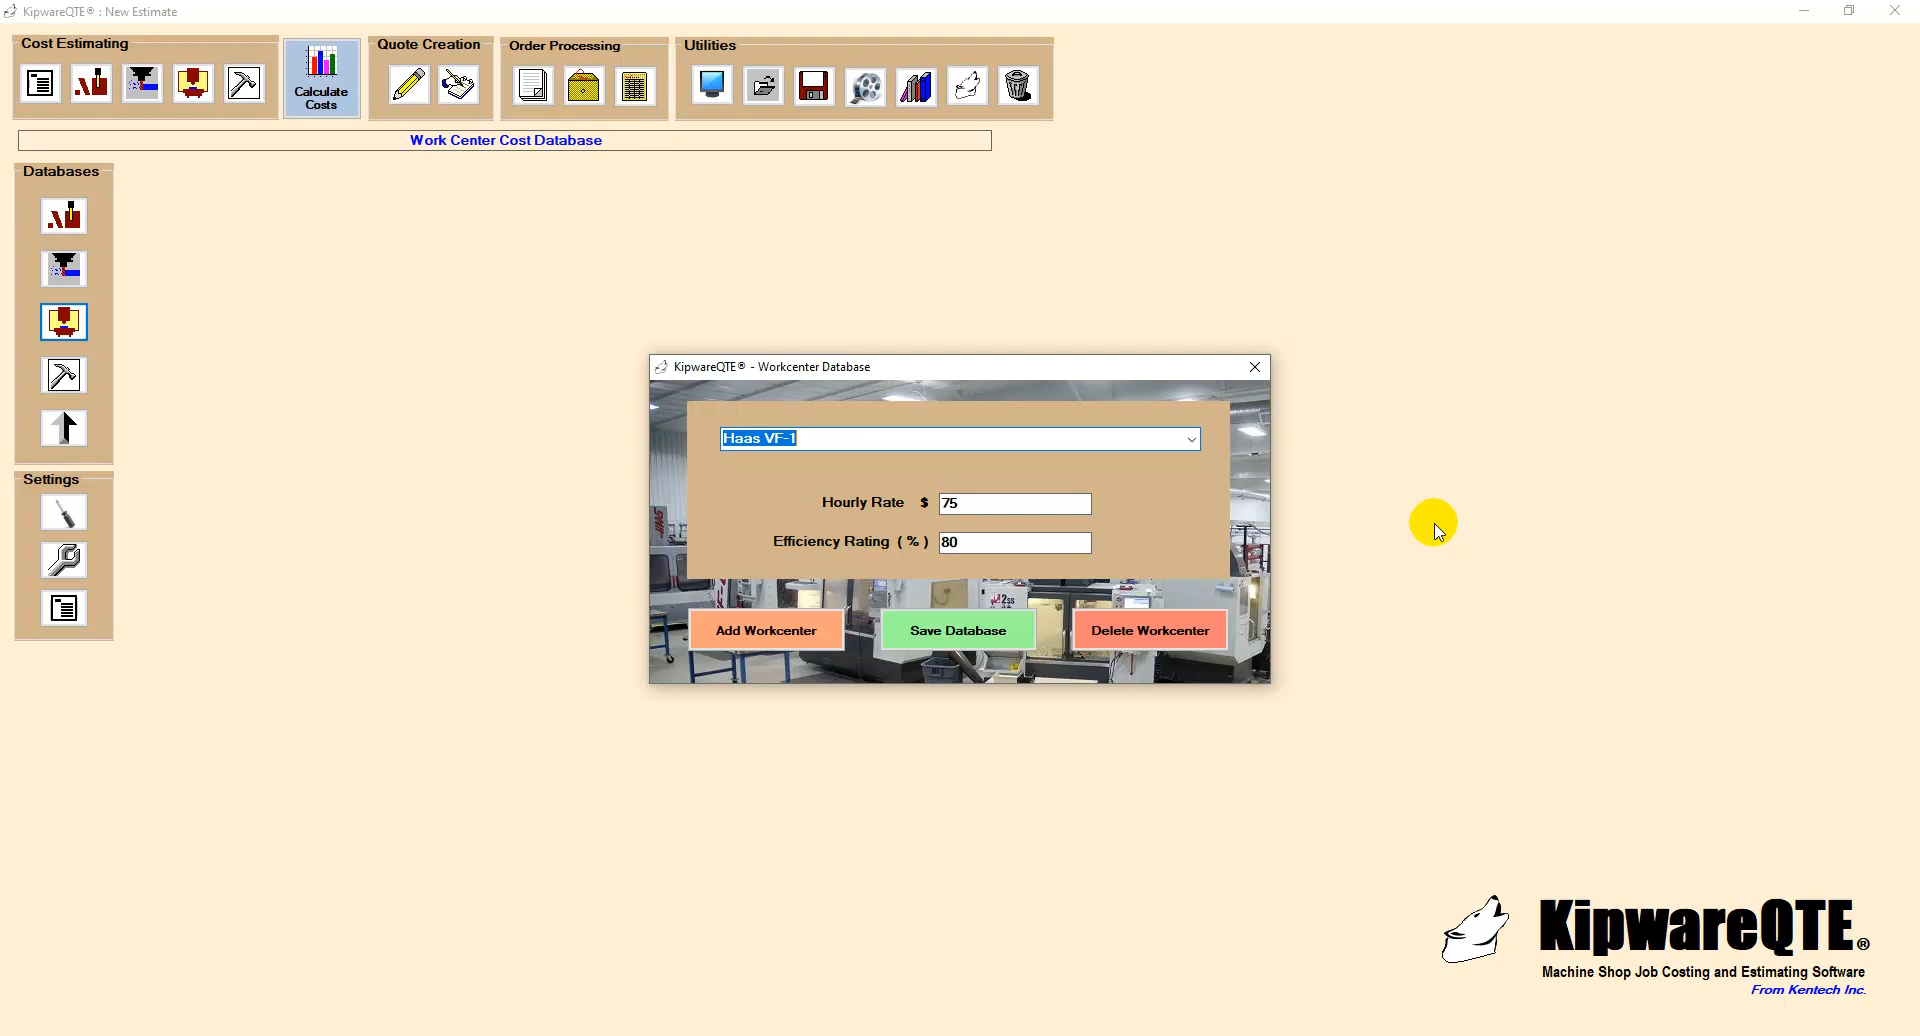 KipwareQTE® : New Estimate
Cost Estimating
Calculate
Costs
Quote Creation
Order Processing
Utilities
Work Center Cost Database
Databases
Settings
KipwareQTE® - Workcenter Database
Haas VF-1
Hourly Rate $ 75
Efficiency Rating ( % ) 80
Add Workcenter
Save Database
Delete Workcenter
KipwareQTE®
Machine Shop Job Costing and Estimating Software
From Kentech Inc.